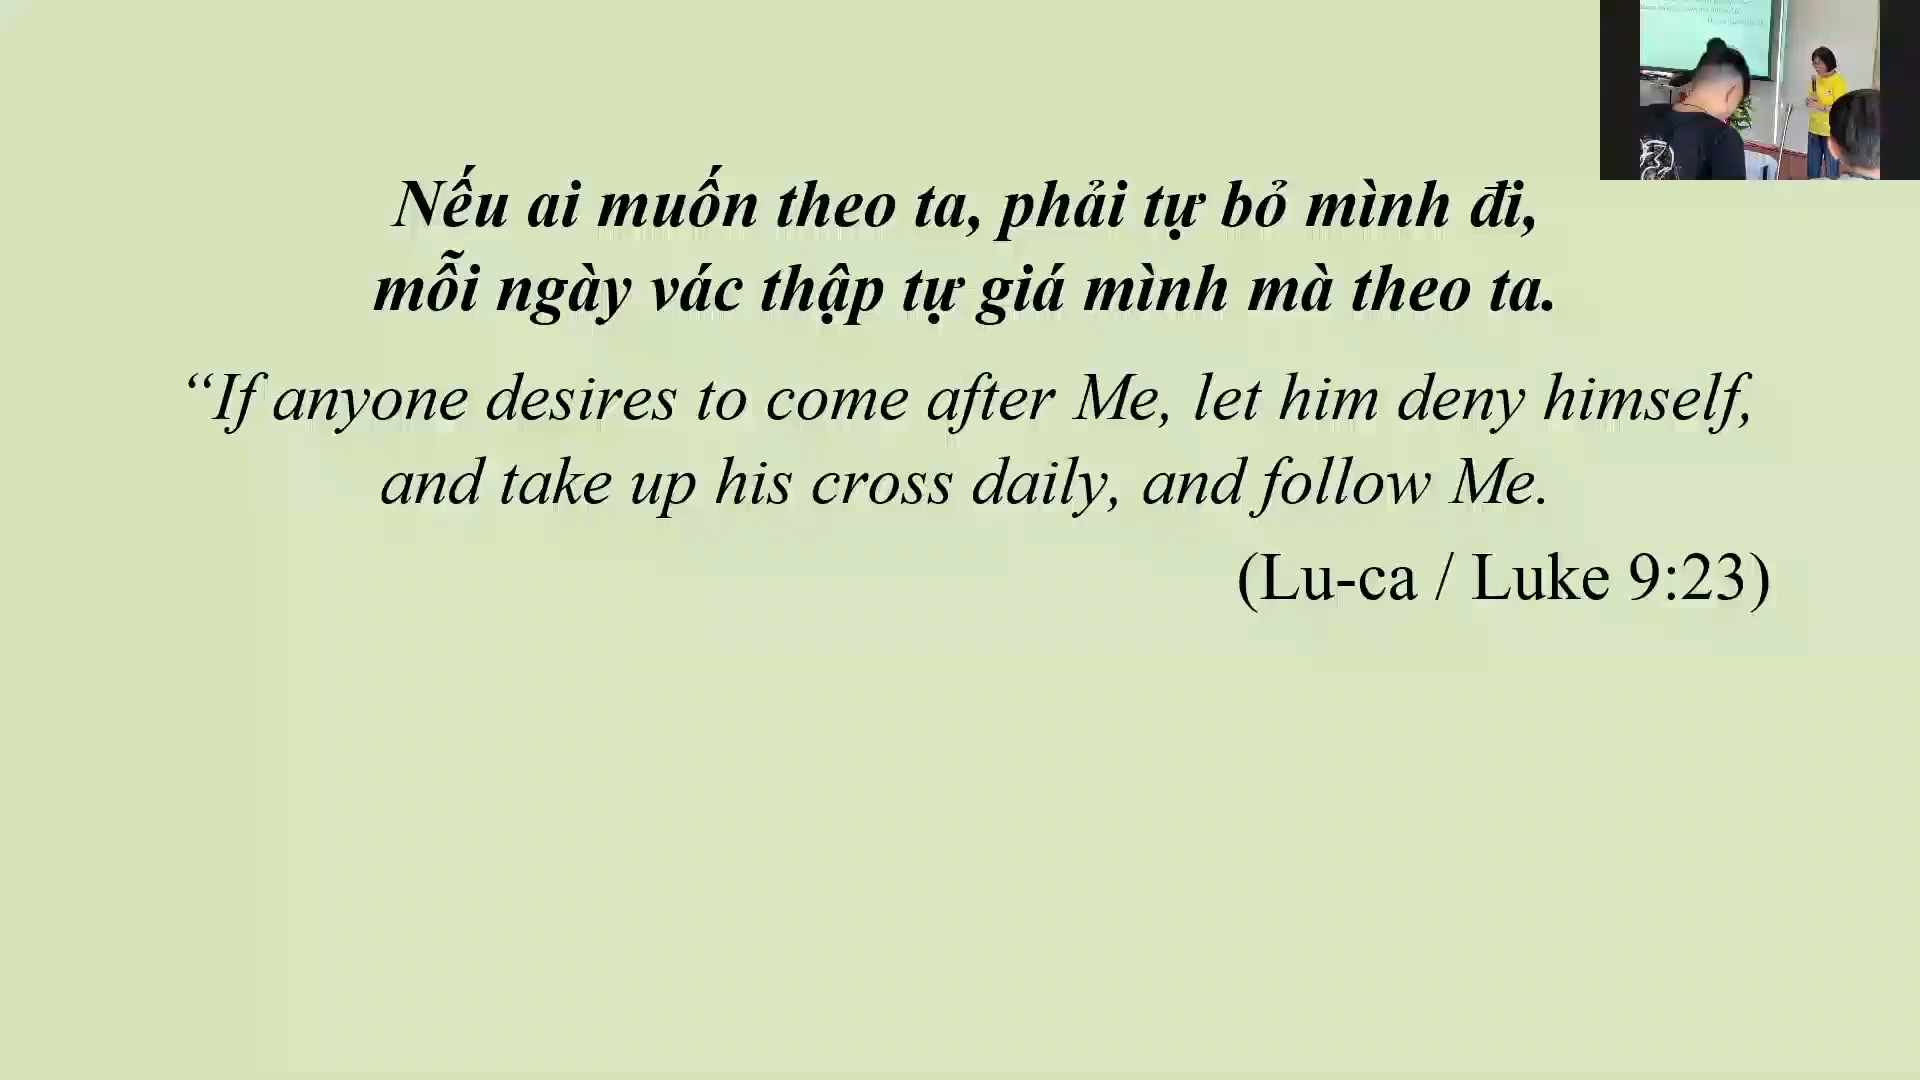 Nếu ai muốn theo ta, phải tự bỏ mình đi,
mỗi ngày vác thập tự giá mình mà theo ta.
“If anyone desires to come after Me, let him deny himself,
and take up his cross daily, and follow Me.
(Lu-ca / Luke 9:23)